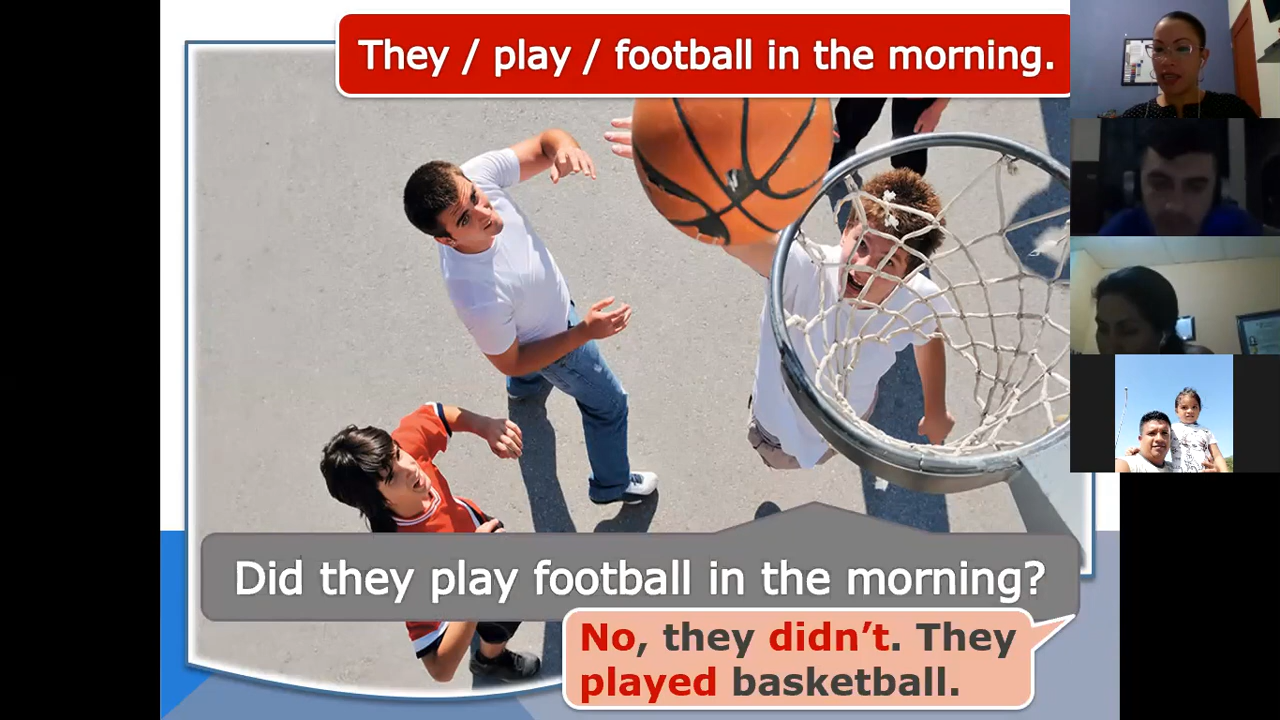 They / play / football in the morning.
Did they play football in the morning?
No, they didn't. They
played basketball.